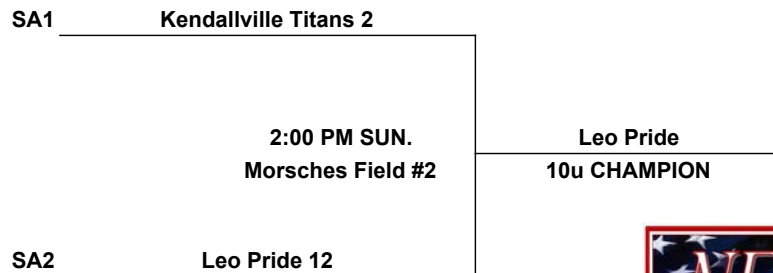 SA1 Kendallville Titans 2
2:00 PM SUN. Leo Pride
Morsches Field #2 10u CHAMPION
SA2 Leo Pride 12